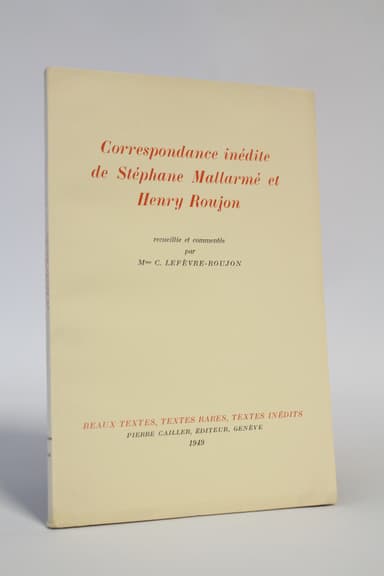 Correspondance inédite
de Stéphane Mallarmé et
Henry Roujon
recueillie et commentée
par
Mme C. LEFÈVRE-ROUJON
BEAUX TEXTES, TEXTES RARES, TEXTES INÉDITS
PIERRE CAILLER, ÉDITEUR, GENÈVE
1949